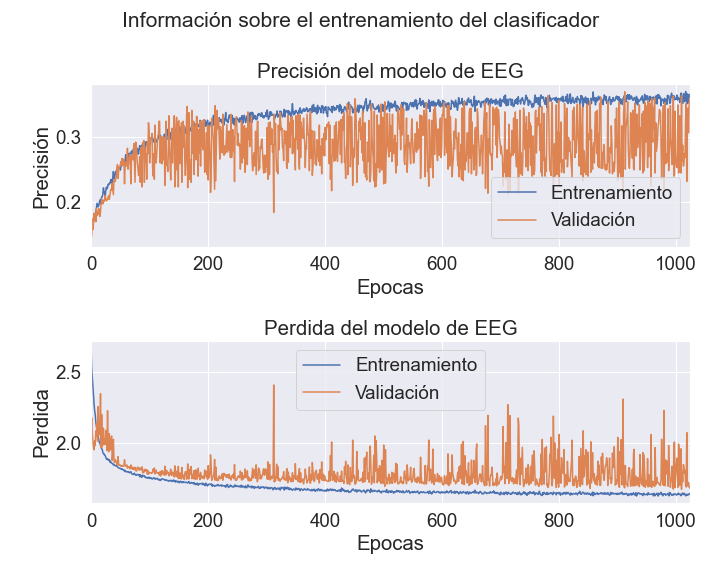 Información sobre el entrenamiento del clasificador
Precisión del modelo de EEG
Precisión
0.3
0.2
Entrenamiento
Validación
0 200 400 600 800 1000
Epocas
Perdida del modelo de EEG
Perdida
2.5
2.0
Entrenamiento
Validación
0 200 400 600 800 1000
Epocas